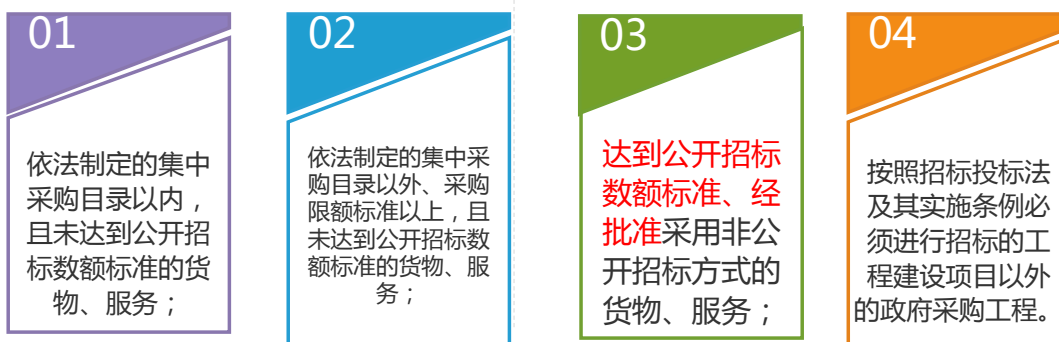 01
依法制定的集中
采购目录以内，
且未达到公开招
标数额标准的货
物、服务；
02
依法制定的集中采
购目录以外、采购
限额标准以上，且
未达到公开招标数
额标准的货物、服
务；
03
达到公开招标
数额标准、经
批准采用非公
开招标方式的
货物、服务；
04
按照招标投标法
及其实施条例必
须进行招标的工
程建设项目以外
的政府采购工程。